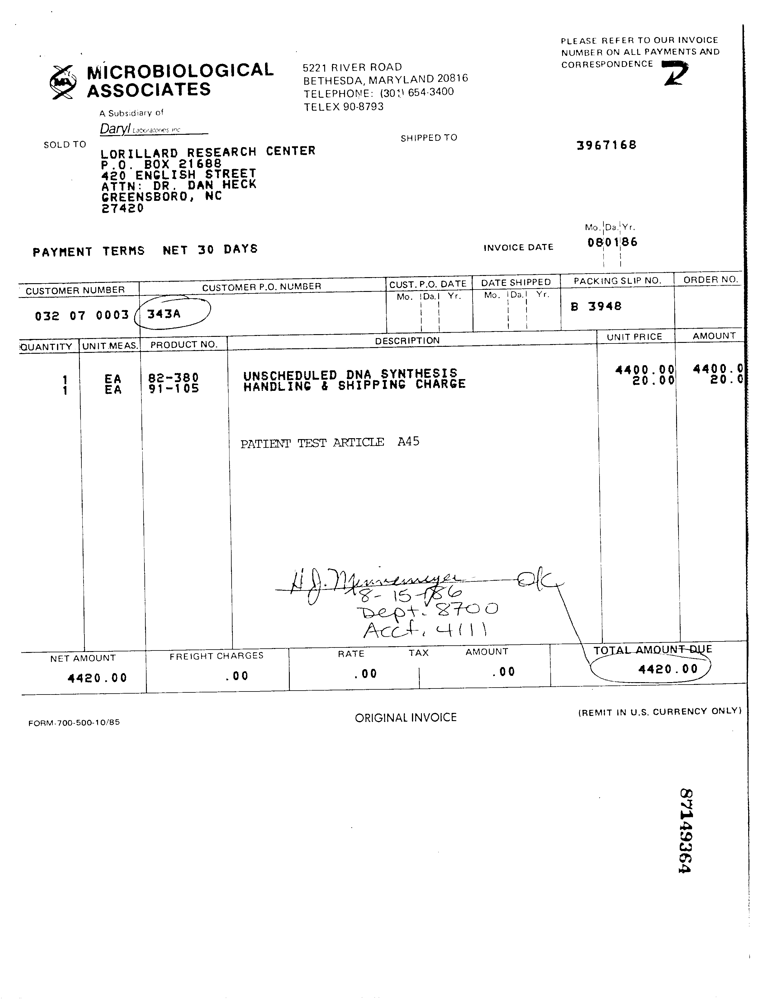 PLEASE REFER TO OUR INVOICE
NUMBER ON ALL PAYMENTS AND
CORRESPONDENCE
MA
MICROBIOLOGICAL
ASSOCIATES
5221 RIVER ROAD
BETHESDA, MARYLAND 20816
TELEPHONE: (301) 654-3400
TELEX 90-8793
A Subsidiary of
Daryl Laboratories Inc.
SOLD TO
SHIPPED TO
3967168
LORILLARD RESEARCH CENTER
P.O. BOX 21688
420 ENGLISH STREET
ATTN: DR. DAN HECK
GREENSBORO, NC
27420
PAYMENT TERMS NET 30 DAYS
INVOICE DATE
Mo. Da. Yr.
080186
CUSTOMER NUMBER CUSTOMER P.O. NUMBER CUST. P.O. DATE DATE SHIPPED PACKING SLIP NO. ORDER NO.
Mo. Da. Yr. Mo. Da. Yr.
032 07 0003 343A B 3948
QUANTITY UNIT MEAS. PRODUCT NO. DESCRIPTION UNIT PRICE AMOUNT
1 EA 82-380 UNSCHEDULED DNA SYNTHESIS 4400.00 4400.0
1 EA 91-105 HANDLING & SHIPPING CHARGE 20.00 20.0
PATIENT TEST ARTICLE A45
H.J. Minnemeyer OK
8-15-86
Dept. 8700
Acct. 4111
NET AMOUNT FREIGHT CHARGES RATE TAX AMOUNT TOTAL AMOUNT DUE
4420.00 .00 .00 .00 4420.00
FORM-700-500-10/85
ORIGINAL INVOICE
(REMIT IN U.S. CURRENCY ONLY)
87149364